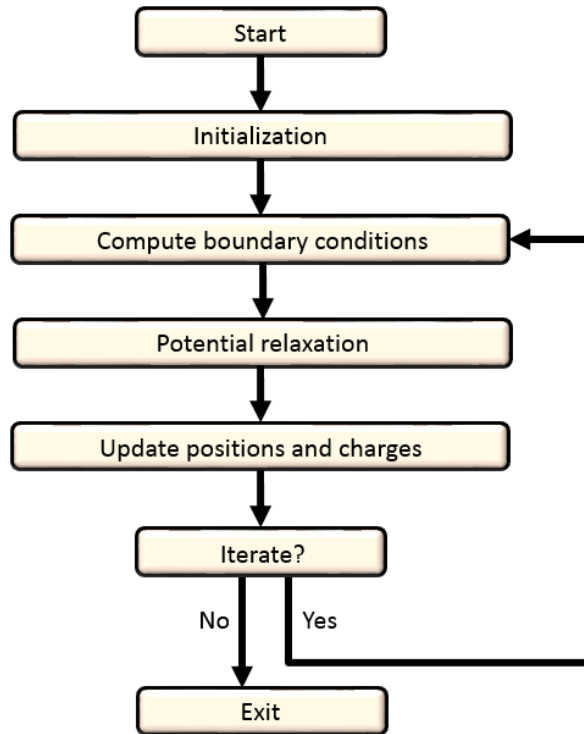 Start
Initialization
Compute boundary conditions
Potential relaxation
Update positions and charges
Iterate?
No
Yes
Exit